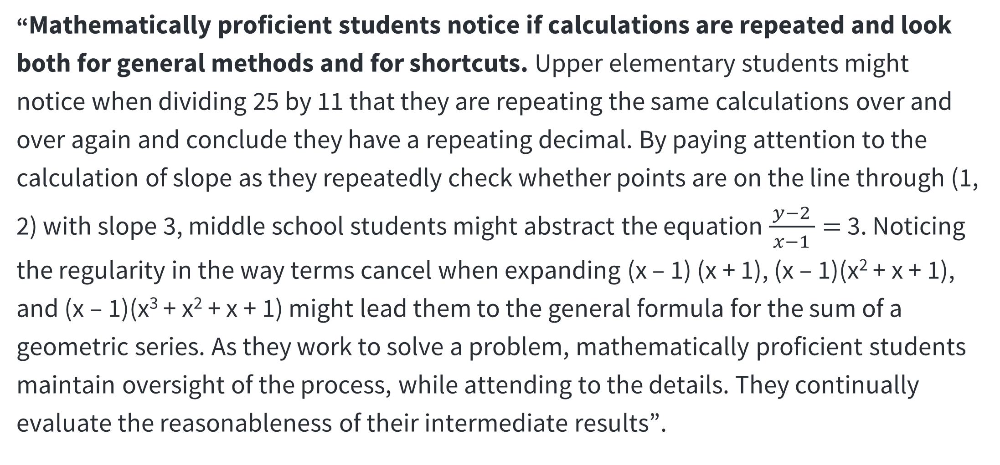 “Mathematically proficient students notice if calculations are repeated and look
both for general methods and for shortcuts. Upper elementary students might
notice when dividing 25 by 11 that they are repeating the same calculations over and
over again and conclude they have a repeating decimal. By paying attention to the
calculation of slope as they repeatedly check whether points are on the line through (1,
2) with slope 3, middle school students might abstract the equation \frac{y-2}{x-1} = 3. Noticing
the regularity in the way terms cancel when expanding (x – 1) (x + 1), (x – 1)(x² + x + 1),
and (x – 1)(x³ + x² + x + 1) might lead them to the general formula for the sum of a
geometric series. As they work to solve a problem, mathematically proficient students
maintain oversight of the process, while attending to the details. They continually
evaluate the reasonableness of their intermediate results”.